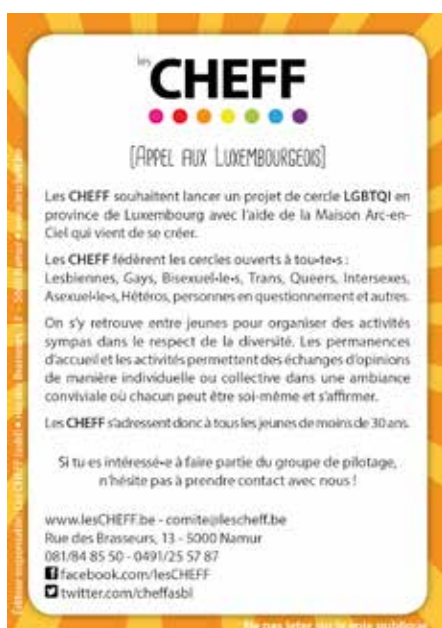 les
CHEFF
[APPEL AUX LUXEMBOURGEOIS]
Les CHEFF souhaitent lancer un projet de cercle LGBTQI en
province de Luxembourg avec l'aide de la Maison Arc-en-
Ciel qui vient de se créer.
Les CHEFF fédèrent les cercles ouverts à tou•te•s :
Lesbiennes, Gays, Bisexuel•le•s, Trans, Queers, Intersexes,
Asexuel•le•s, Hétéros, personnes en questionnement et autres.
On s'y retrouve entre jeunes pour organiser des activités
sympas dans le respect de la diversité. Les permanences
d'accueil et les activités permettent des échanges d'opinions
de manière individuelle ou collective dans une ambiance
conviviale où chacun peut être soi-même et s'affirmer.
Les CHEFF s'adressent donc à tous les jeunes de moins de 30 ans.
Si tu es intéressé•e à faire partie du groupe de pilotage,
n'hésite pas à prendre contact avec nous !
www.lesCHEFF.be - comite@lescheff.be
Rue des Brasseurs, 13 - 5000 Namur
081/84 85 50 - 0491/25 57 87
facebook.com/lesCHEFF
twitter.com/cheffasbl
Ne pas jeter sur la voie publique